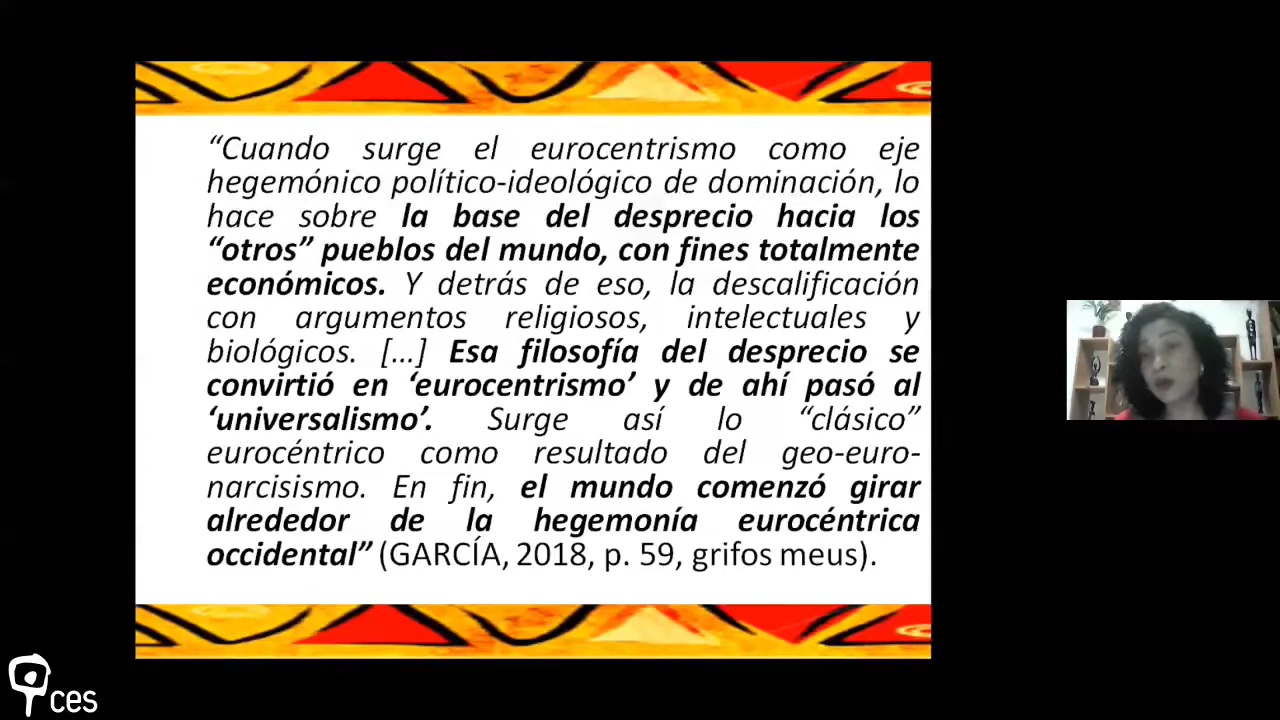 “Cuando surge el eurocentrismo como eje
hegemónico político-ideológico de dominación, lo
hace sobre la base del desprecio hacia los
“otros” pueblos del mundo, con fines totalmente
económicos. Y detrás de eso, la descalificación
con argumentos religiosos, intelectuales y
biológicos. [...] Esa filosofía del desprecio se
convirtió en ‘eurocentrismo’ y de ahí pasó al
‘universalismo’. Surge así lo “clásico”
eurocéntrico como resultado del geo-euro-
narcisismo. En fin, el mundo comenzó girar
alrededor de la hegemonía eurocéntrica
occidental” (GARCÍA, 2018, p. 59, grifos meus).
ces